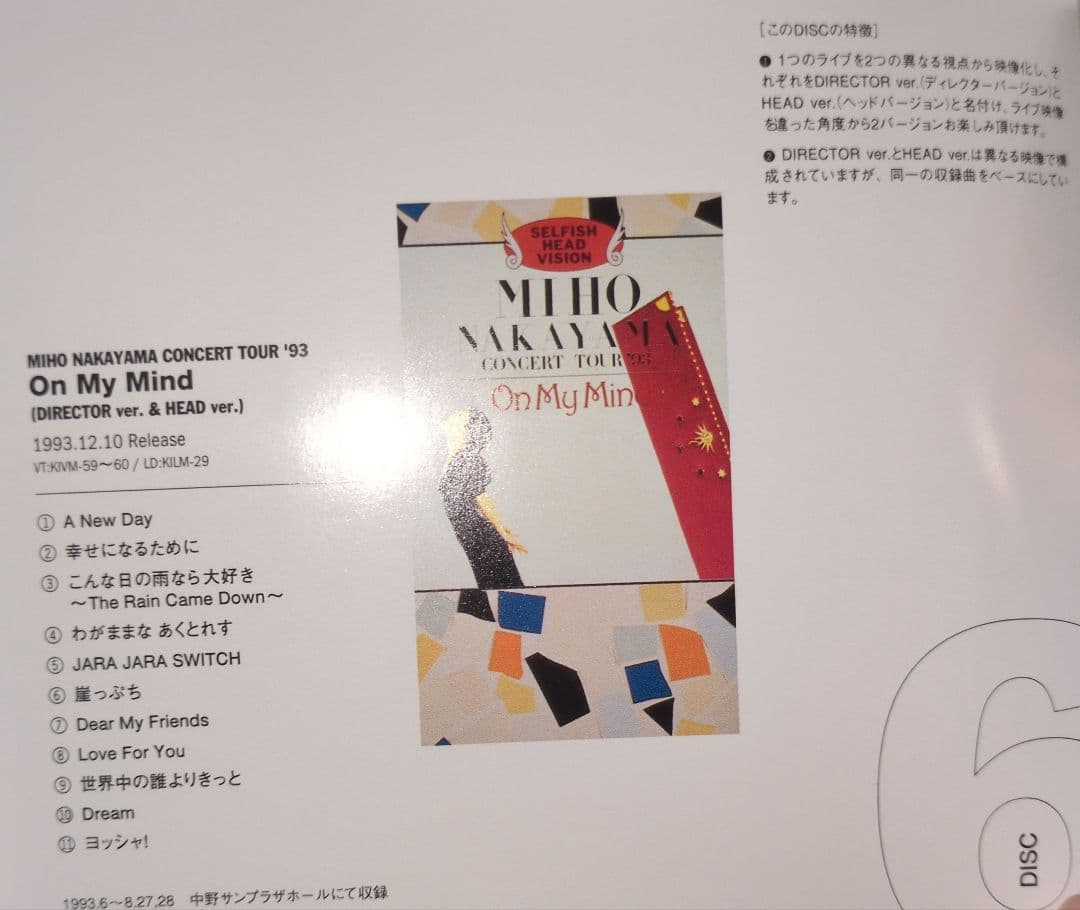 [このDISCの特徴]
❶ 1つのライブを2つの異なる視点から映像化し、そ
れぞれをDIRECTOR ver.(ディレクターバージョン)と
HEAD ver.(ヘッドバージョン)と名付け、ライブ映像
を違った角度から2バージョンお楽しみ頂けます。
❷ DIRECTOR ver.とHEAD ver.は異なる映像で構
成されていますが、同一の収録曲をベースにしてい
ます。
SELFISH
HEAD
VISION
MIHO
NAKAYAMA
CONCERT TOUR '93
On My Mind
MIHO NAKAYAMA CONCERT TOUR '93
On My Mind
(DIRECTOR ver. & HEAD ver.)
1993.12.10 Release
VT:KIVM-59〜60 / LD:KILM-29
① A New Day
② 幸せになるために
③ こんな日の雨なら大好き
〜The Rain Came Down〜
④ わがままな あくとれす
⑤ JARA JARA SWITCH
⑥ 崖っぷち
⑦ Dear My Friends
⑧ Love For You
⑨ 世界中の誰よりきっと
⑩ Dream
⑪ ヨッシャ!
1993.6〜8.27,28 中野サンプラザホールにて収録
6
DISC